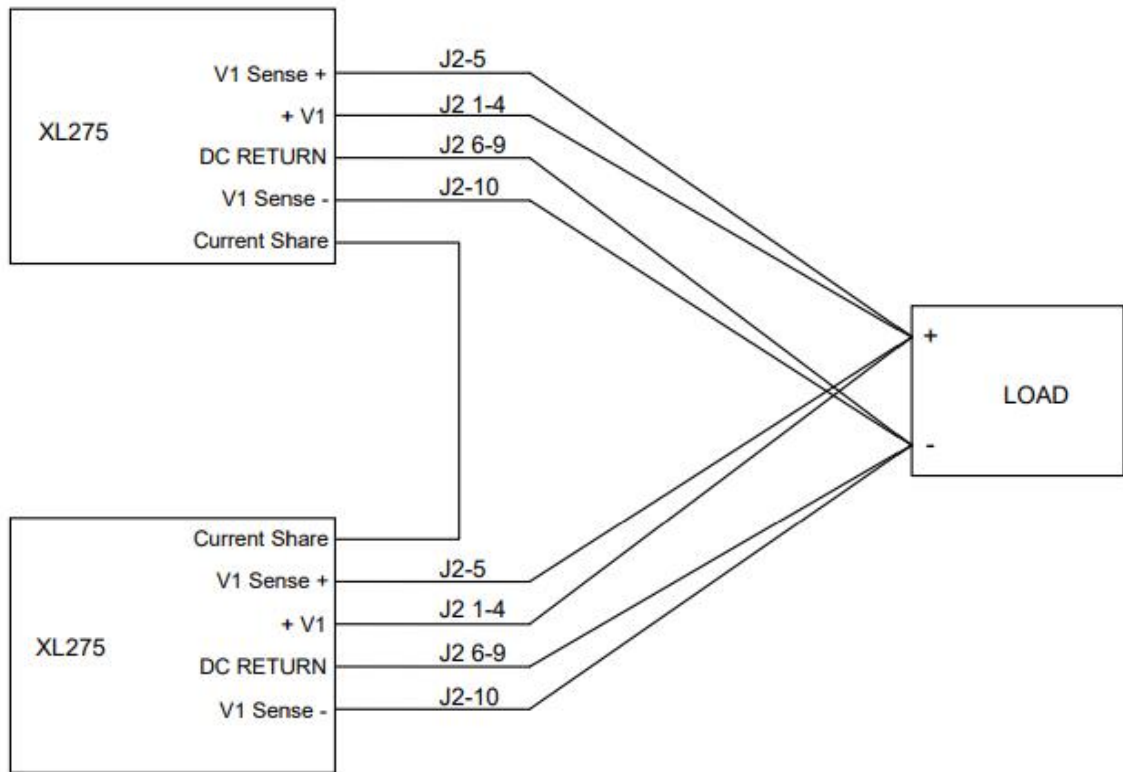 XL275
V1 Sense +
+ V1
DC RETURN
V1 Sense -
Current Share
J2-5
J2 1-4
J2 6-9
J2-10
+
LOAD
-
XL275
Current Share
V1 Sense +
+ V1
DC RETURN
V1 Sense -
J2-5
J2 1-4
J2 6-9
J2-10